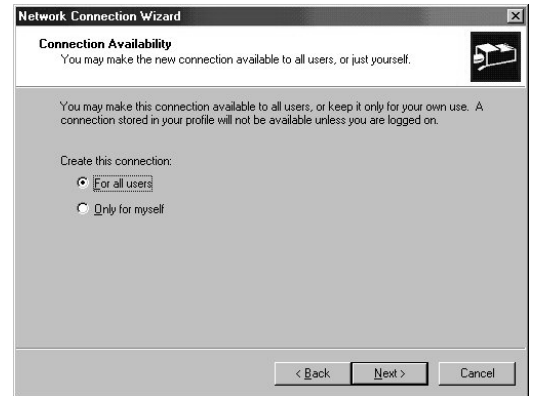 Network Connection Wizard
Connection Availability
You may make the new connection available to all users, or just yourself.
You may make this connection available to all users, or keep it only for your own use. A
connection stored in your profile will not be available unless you are logged on.
Create this connection:
For all users
Only for myself
< Back Next > Cancel